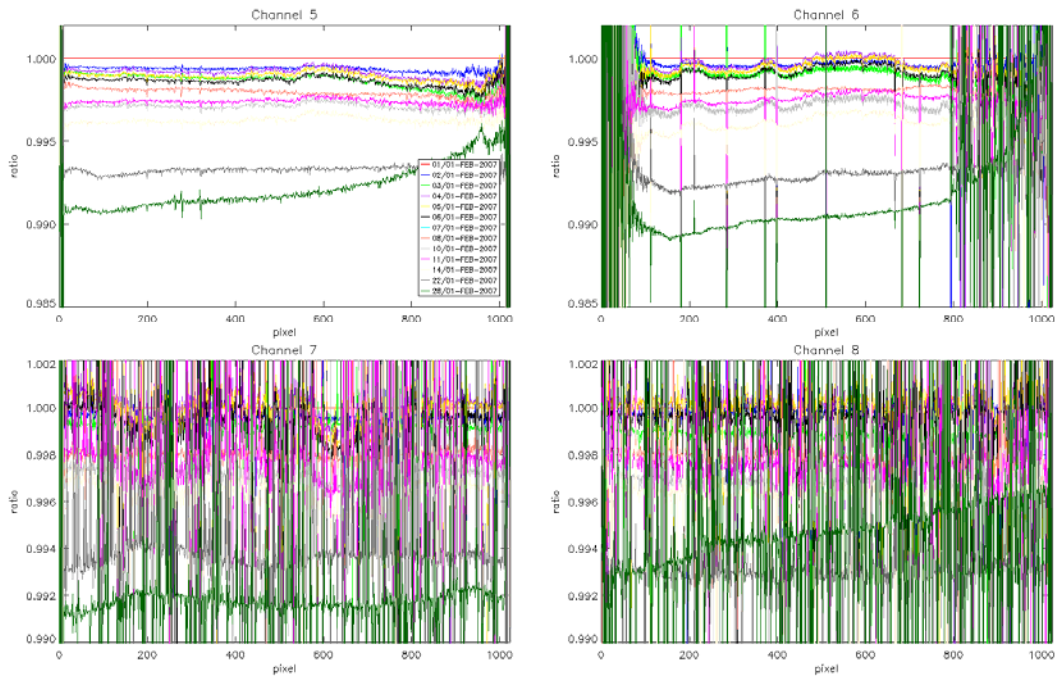 Channel 5
1.000
0.995
0.990
0.985
ratio
0 200 400 600 800 1000
pixel
01/01-FEB-2007
02/01-FEB-2007
03/01-FEB-2007
04/01-FEB-2007
05/01-FEB-2007
06/01-FEB-2007
07/01-FEB-2007
08/01-FEB-2007
10/01-FEB-2007
11/01-FEB-2007
14/01-FEB-2007
22/01-FEB-2007
28/01-FEB-2007
Channel 6
1.000
0.995
0.990
0.985
ratio
0 200 400 600 800 1000
pixel
Channel 7
1.002
1.000
0.998
0.996
0.994
0.992
0.990
ratio
0 200 400 600 800 1000
pixel
Channel 8
1.002
1.000
0.998
0.996
0.994
0.992
0.990
ratio
0 200 400 600 800 1000
pixel